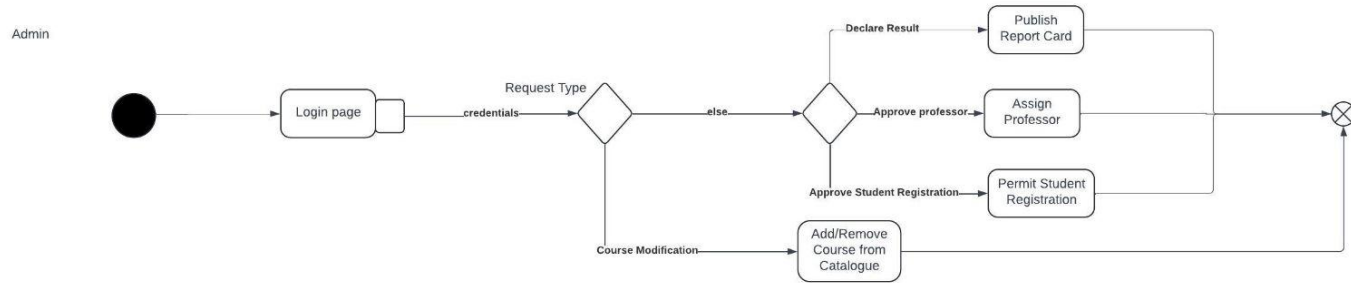 Admin
Declare Result
Publish
Report Card
Request Type
Login page
credentials
else
Approve professor
Assign
Professor
Approve Student Registration
Permit Student
Registration
Course Modification
Add/Remove
Course from
Catalogue